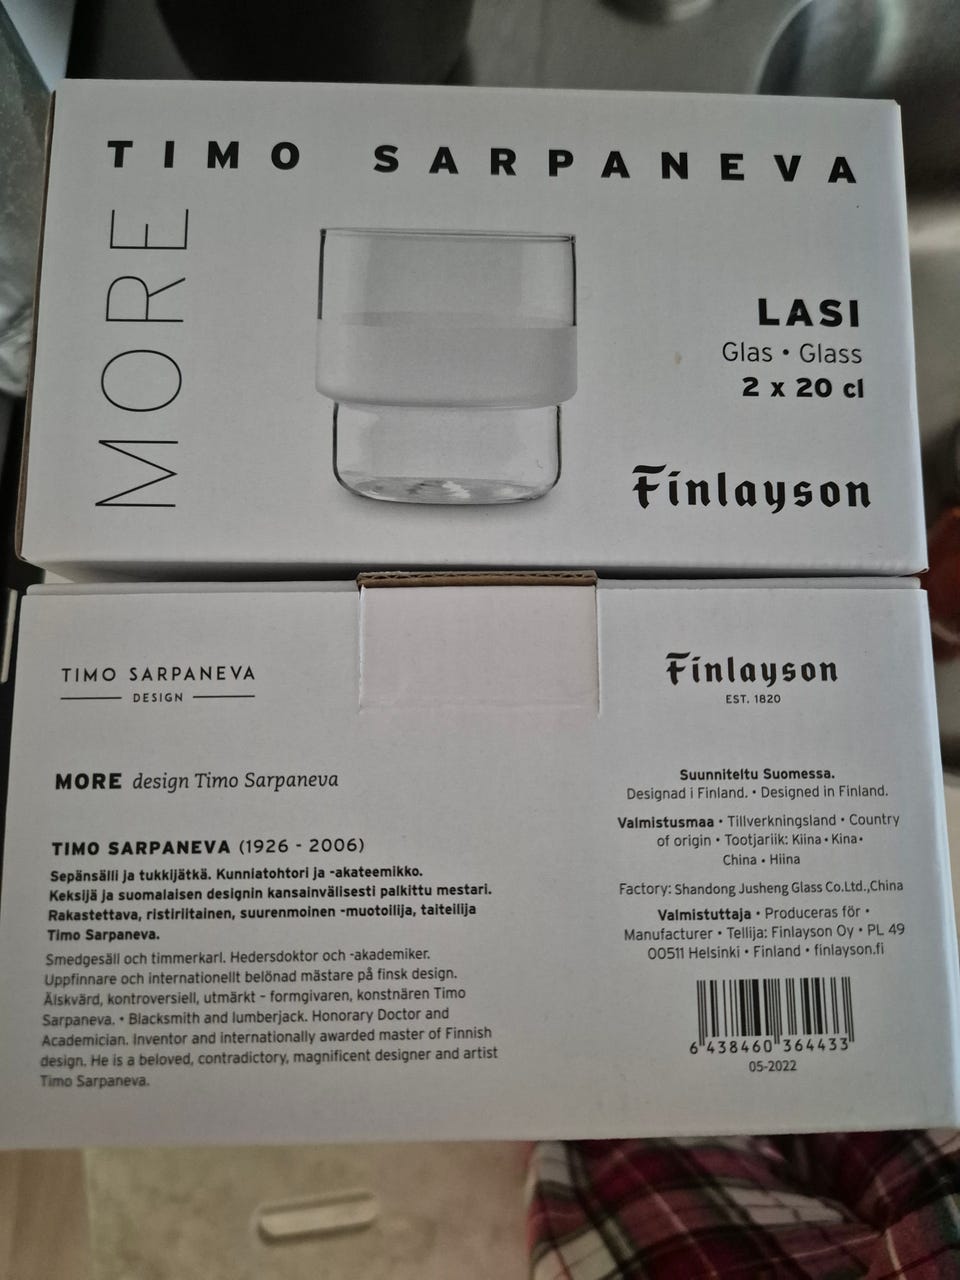 TIMO SARPANEVA
MORE
LASI
Glas • Glass
2 x 20 cl
Finlayson
TIMO SARPANEVA
DESIGN
MORE design Timo Sarpaneva
TIMO SARPANEVA (1926 - 2006)
Sepänsälli ja tukkijätkä. Kunniatohtori ja -akateemikko.
Keksijä ja suomalaisen designin kansainvälisesti palkittu mestari.
Rakastettava, ristiriitainen, suurenmoinen -muotoilija, taiteilija
Timo Sarpaneva.
Smedgesäll och timmerkarl. Hedersdoktor och -akademiker.
Uppfinnare och internationellt belönad mästare på finsk design.
Älskvärd, kontroversiell, utmärkt - formgivaren, konstnären Timo
Sarpaneva. • Blacksmith and lumberjack. Honorary Doctor and
Academician. Inventor and internationally awarded master of Finnish
design. He is a beloved, contradictory, magnificent designer and artist
Timo Sarpaneva.
Finlayson
EST. 1820
Suunniteltu Suomessa.
Designad i Finland. • Designed in Finland.
Valmistusmaa • Tillverkningsland • Country
of origin • Tootjariik: Kiina • Kina •
China • Hiina
Factory: Shandong Jusheng Glass Co.Ltd.,China
Valmistuttaja • Produceras för •
Manufacturer • Tellija: Finlayson Oy • PL 49
00511 Helsinki • Finland • finlayson.fi
6 438460 364433
05-2022